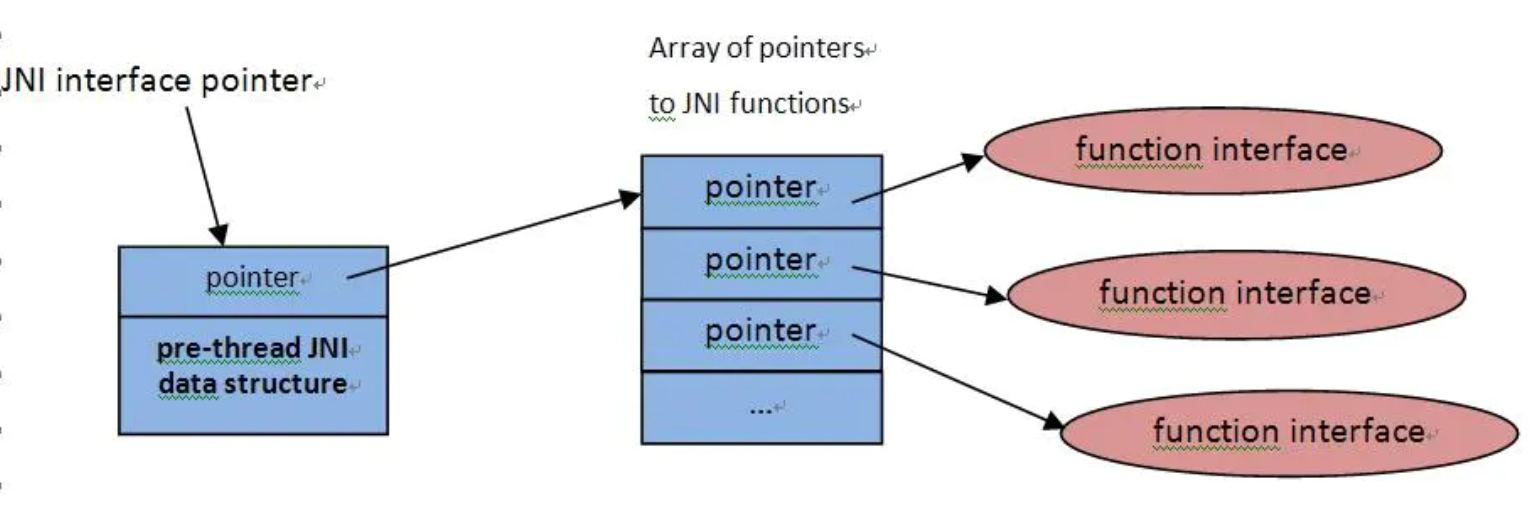 JNI interface pointer
Array of pointers
to JNI functions
pointer
pre-thread JNI
data structure
pointer
pointer
pointer
...
function interface
function interface
function interface